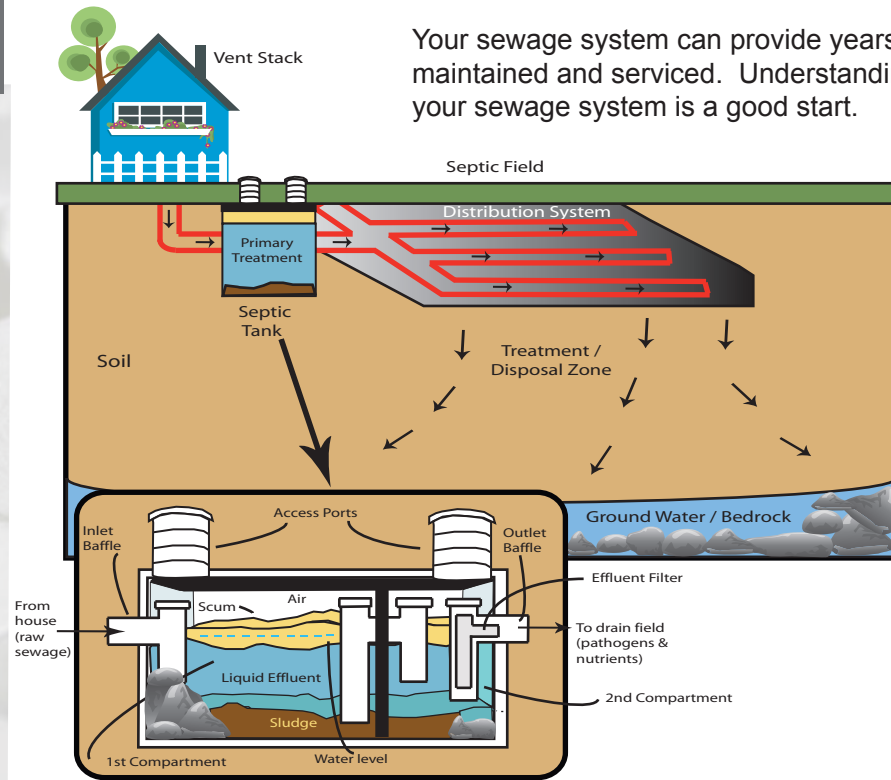 Your sewage system can provide years
maintained and serviced. Understandi
your sewage system is a good start.
Vent Stack
Septic Field
Distribution System
Primary
Treatment
Septic
Tank
Soil
Treatment /
Disposal Zone
Ground Water / Bedrock
Inlet
Baffle
Access Ports
Outlet
Baffle
Effluent Filter
Scum
Air
From
house
(raw
sewage)
To drain field
(pathogens &
nutrients)
Liquid Effluent
2nd Compartment
Sludge
1st Compartment
Water level